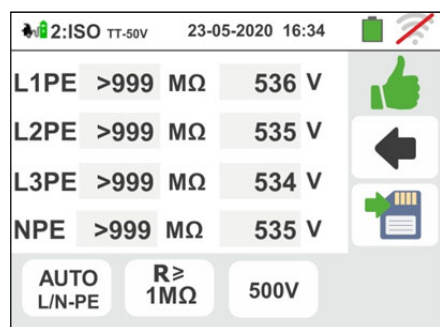 2:ISO TT-50V 23-05-2020 16:34
L1PE >999 MΩ 536 V
L2PE >999 MΩ 535 V
L3PE >999 MΩ 534 V
NPE >999 MΩ 535 V
AUTO L/N-PE
R≥ 1MΩ
500V